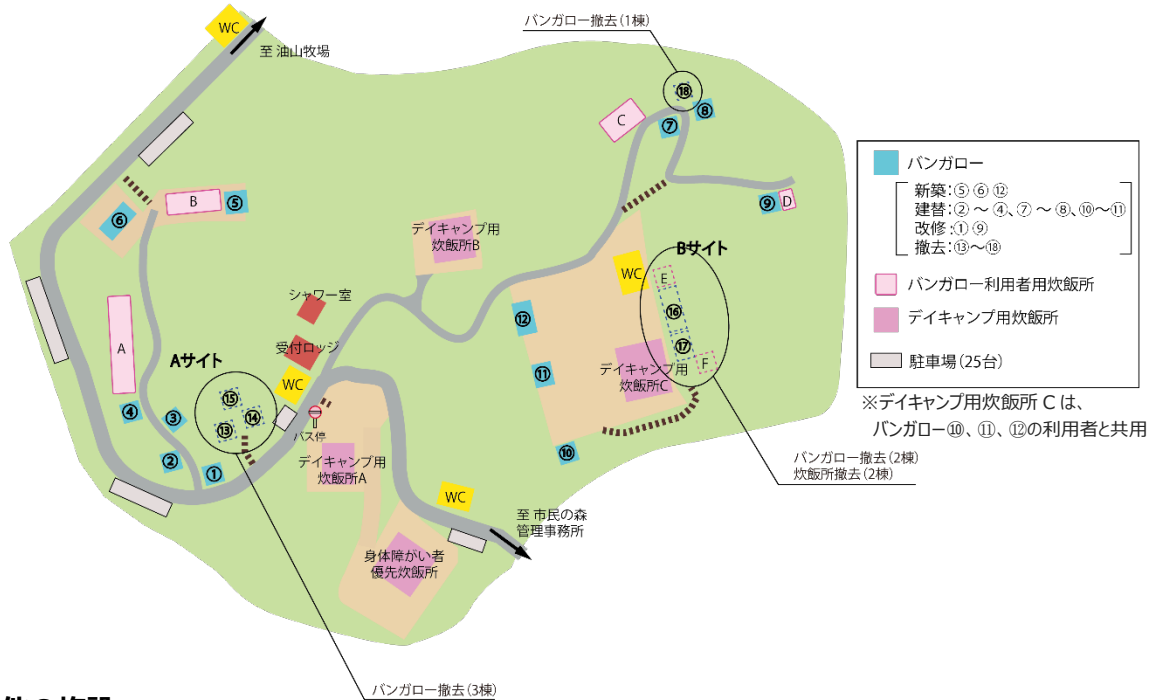 バンガロー撤去(1棟)
WC
至 油山牧場
⑱
⑧
⑦
C
B
⑤
⑥
⑨
D
デイキャンプ用
炊飯所B
Bサイト
WC
E
シャワー室
⑯
⑫
A
受付ロッジ
⑰
Aサイト
WC
デイキャンプ用
炊飯所C
F
⑪
⑮
④
③
⑭
⑬
バス停
②
①
デイキャンプ用
炊飯所A
⑩
WC
至 市民の森
管理事務所
身体障がい者
優先炊飯所
バンガロー撤去(2棟)
炊飯所撤去(2棟)
バンガロー撤去(3棟)
バンガロー
新築:⑤ ⑥ ⑫
建替:② ～ ④、⑦ ～ ⑧、⑩～⑪
改修:① ⑨
撤去:⑬～⑱
バンガロー利用者用炊飯所
デイキャンプ用炊飯所
駐車場(25台)
※デイキャンプ用炊飯所 C は、
バンガロー⑩、⑪、⑫の利用者と共用